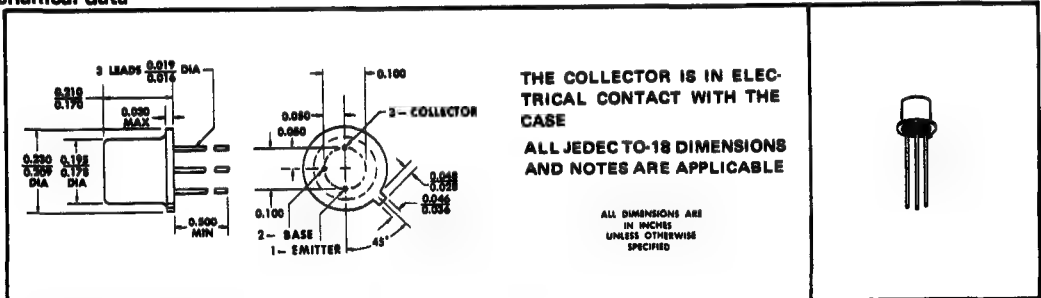 3 LEADS 0.019 DIA
0.016
0.210
0.170
0.030
MAX
0.230
0.209
DIA
0.195
0.178
DIA
0.500
MIN
0.100
0.050
0.050
3 – COLLECTOR
0.100
2 – BASE
1 – EMITTER
45°
0.048
0.028
0.046
0.036
THE COLLECTOR IS IN ELEC-
TRICAL CONTACT WITH THE
CASE
ALL JEDEC TO-18 DIMENSIONS
AND NOTES ARE APPLICABLE
ALL DIMENSIONS ARE
IN INCHES
UNLESS OTHERWISE
SPECIFIED